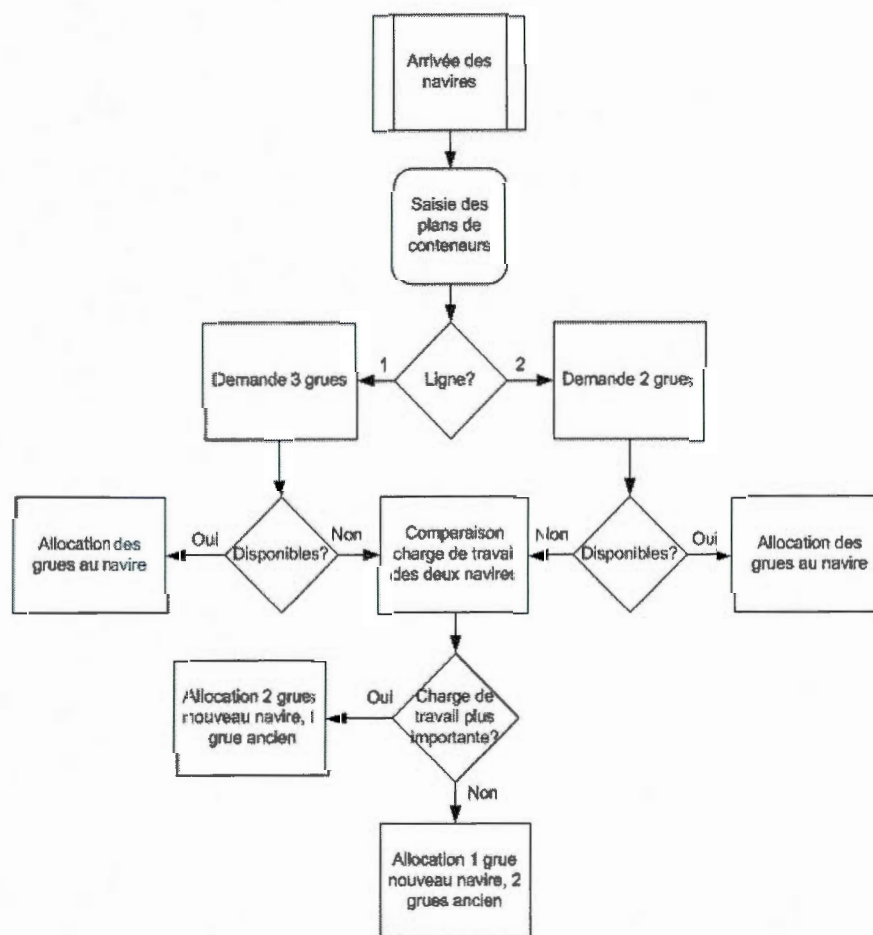 Arrivée des
navires
Saisie des
plans de
conteneurs
Demande 3 grues
1
Ligne?
2
Demande 2 grues
Allocation des
grues au navire
Oui
Disponibles?
Non
Comparaison
charge de travail
des deux navires
Non
Disponibles?
Oui
Allocation des
grues au navire
Allocation 2 grues
nouveau navire, 1
grue ancien
Oui
Charge de
travail plus
importante?
Non
Allocation 1 grue
nouveau navire, 2
grues ancien